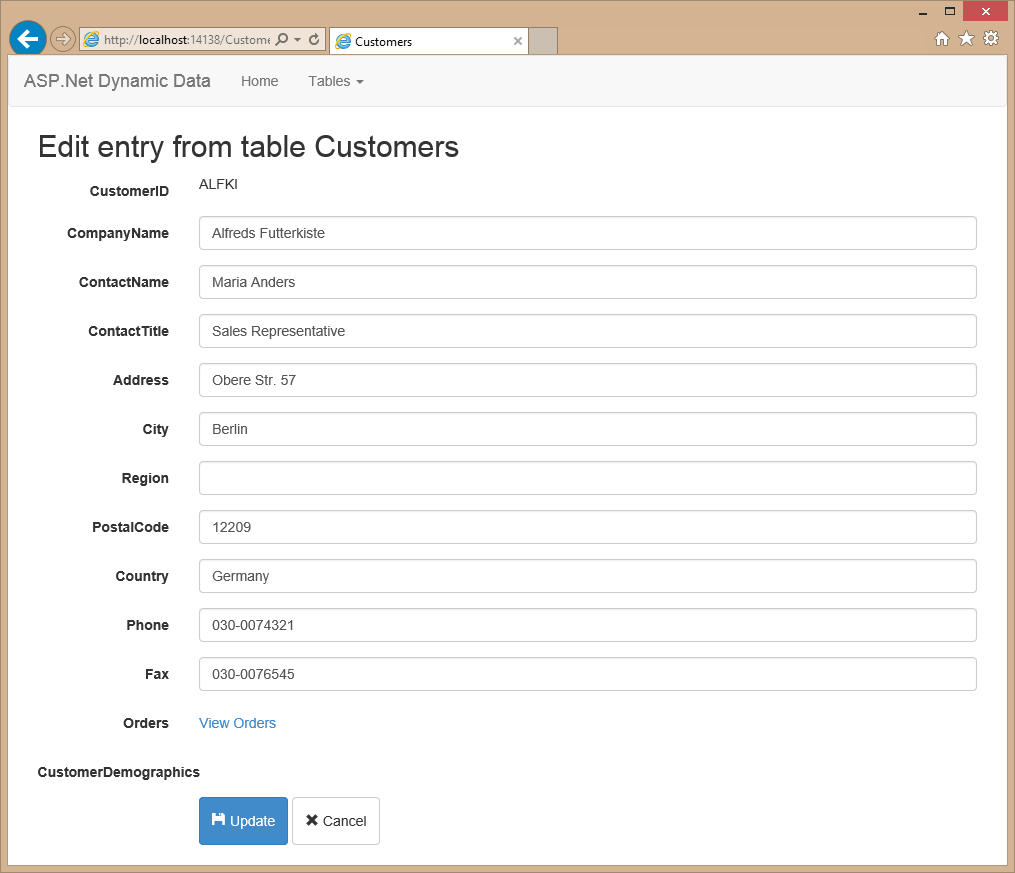 http://localhost:14138/Custome
Customers
ASP.Net Dynamic Data Home Tables
Edit entry from table Customers
CustomerID ALFKI
CompanyName Alfreds Futterkiste
ContactName Maria Anders
ContactTitle Sales Representative
Address Obere Str. 57
City Berlin
Region
PostalCode 12209
Country Germany
Phone 030-0074321
Fax 030-0076545
Orders View Orders
CustomerDemographics
Update Cancel